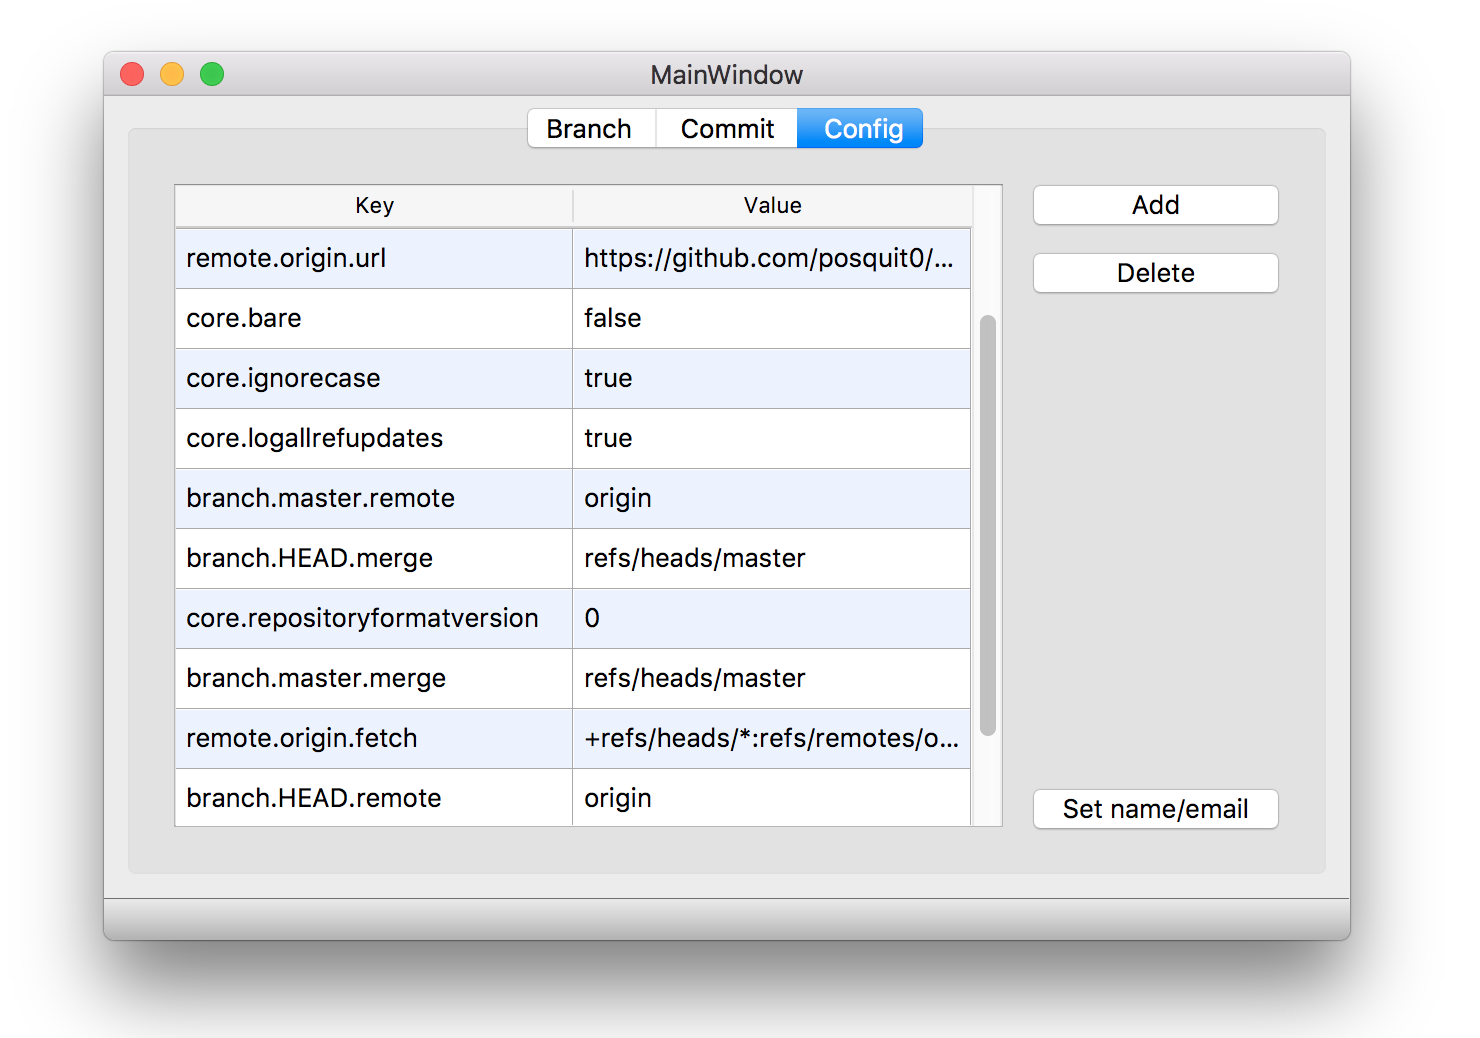 MainWindow
Branch Commit Config
Key Value Add
remote.origin.url https://github.com/posquit0/...
Delete
core.bare false
core.ignorecase true
core.logallrefupdates true
branch.master.remote origin
branch.HEAD.merge refs/heads/master
core.repositoryformatversion 0
branch.master.merge refs/heads/master
remote.origin.fetch +refs/heads/*:refs/remotes/o...
branch.HEAD.remote origin
Set name/email